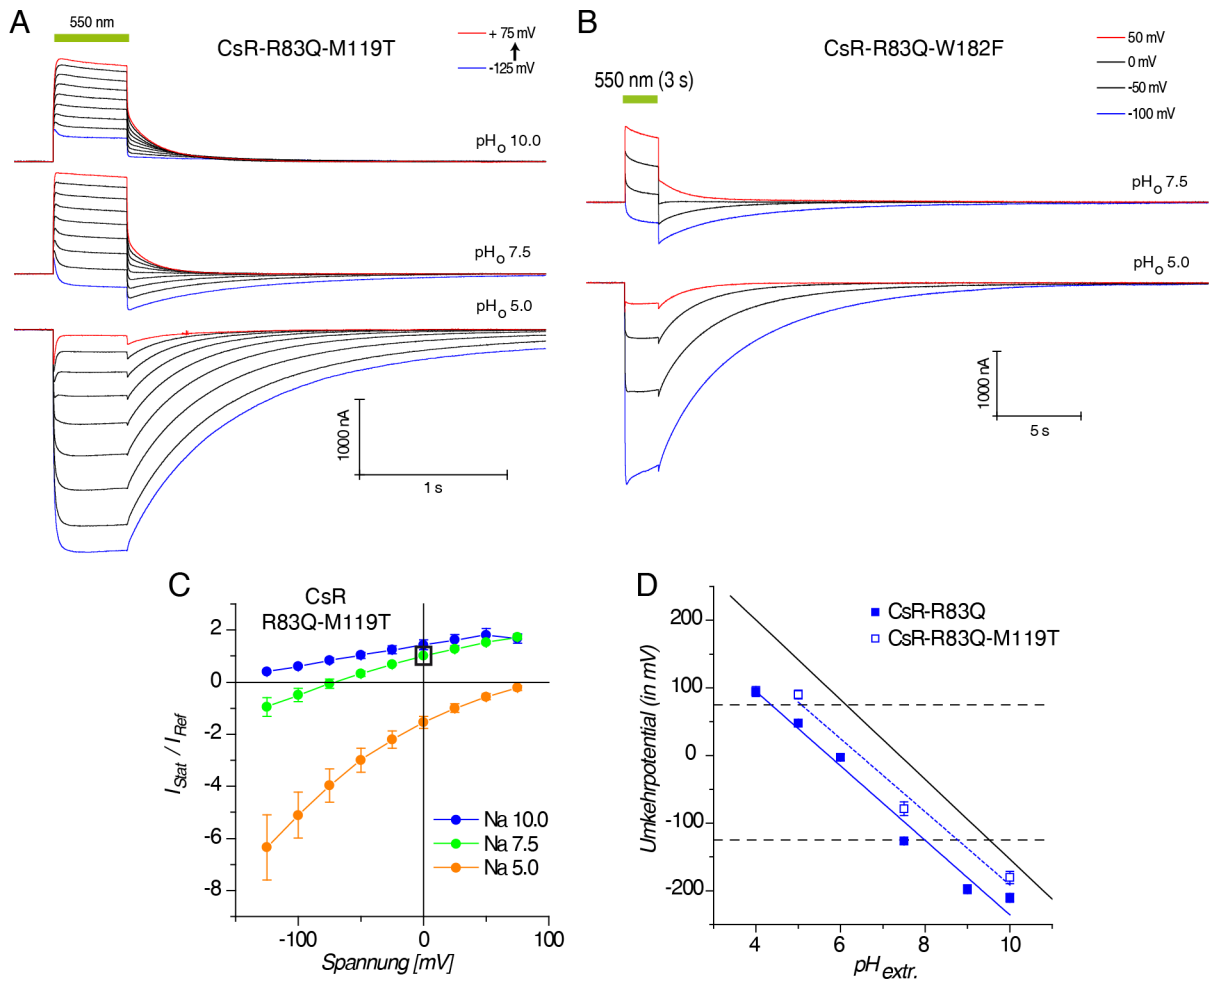 A
550 nm
CsR-R83Q-M119T
+ 75 mV
-125 mV
pHo 10.0
pHo 7.5
pHo 5.0
1000 nA
1 s
B
CsR-R83Q-W182F
50 mV
0 mV
-50 mV
-100 mV
550 nm (3 s)
pHo 7.5
pHo 5.0
1000 nA
5 s
C
CsR
R83Q-M119T
2
0
-2
-4
-6
-8
IStat / IRef
Na 10.0
Na 7.5
Na 5.0
-100
0
100
Spannung [mV]
D
CsR-R83Q
CsR-R83Q-M119T
200
100
0
-100
-200
Umkehrpotential (in mV)
4
6
8
10
pHextr.